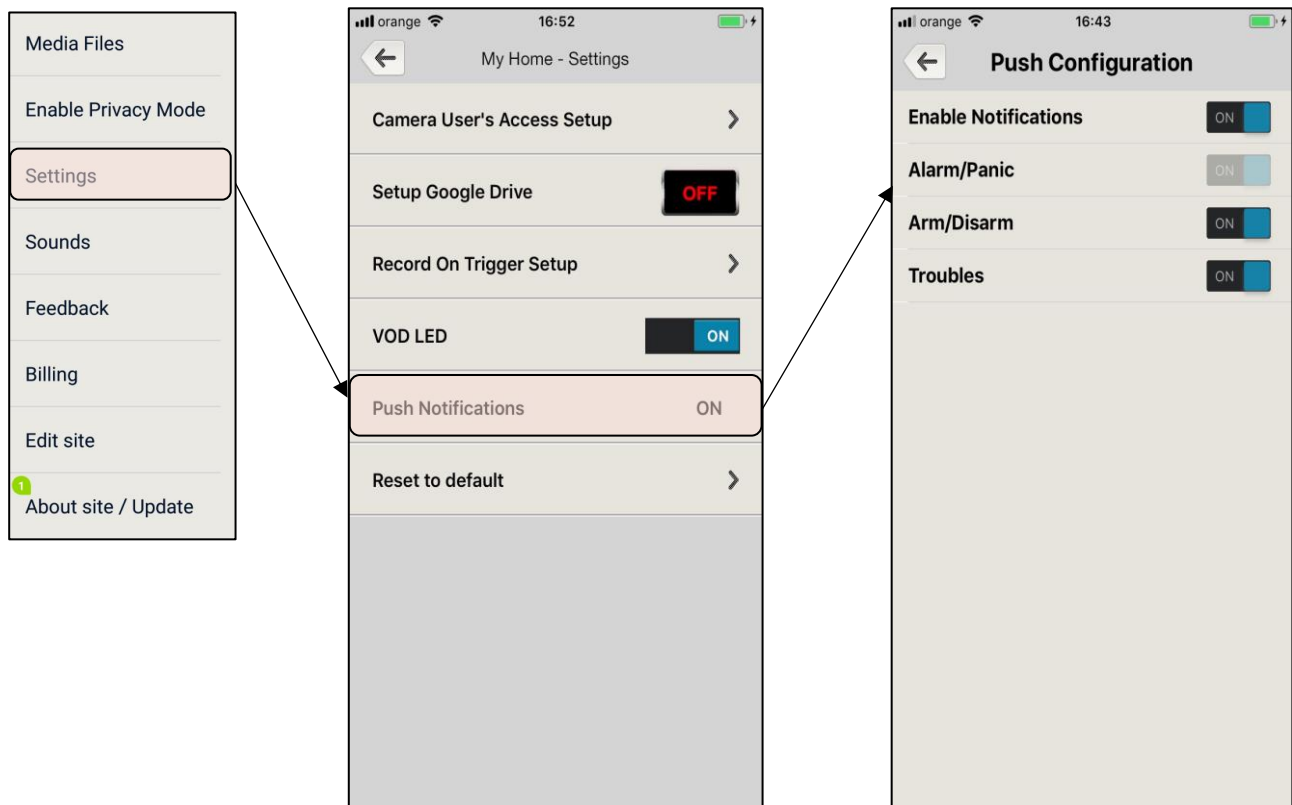 Media Files
Enable Privacy Mode
Settings
Sounds
Feedback
Billing
Edit site
1
About site / Update
orange 16:52
My Home - Settings
Camera User's Access Setup
Setup Google Drive OFF
Record On Trigger Setup
VOD LED ON
Push Notifications ON
Reset to default
orange 16:43
Push Configuration
Enable Notifications ON
Alarm/Panic ON
Arm/Disarm ON
Troubles ON